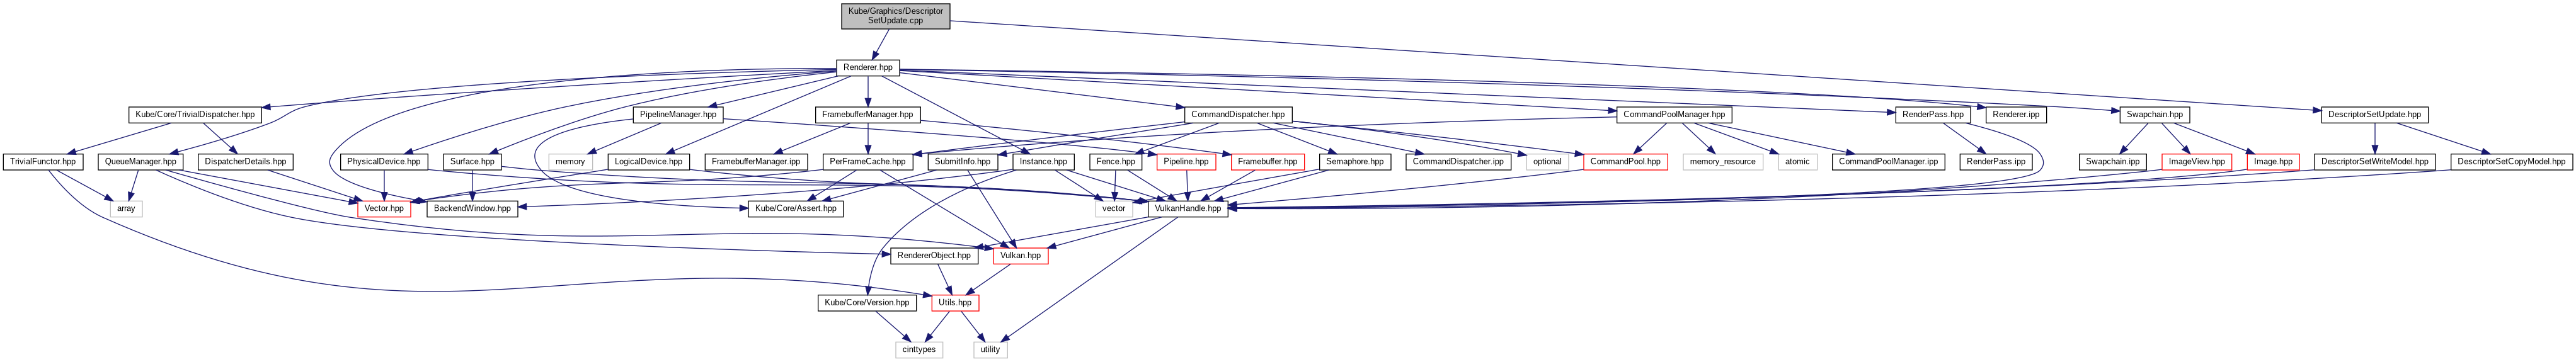 Kube/Graphics/Descriptor
SetUpdate.cpp
Renderer.hpp
Kube/Core/TrivialDispatcher.hpp
PipelineManager.hpp
FramebufferManager.hpp
CommandDispatcher.hpp
CommandPoolManager.hpp
RenderPass.hpp
Renderer.ipp
Swapchain.hpp
DescriptorSetUpdate.hpp
TrivialFunctor.hpp
QueueManager.hpp
DispatcherDetails.hpp
PhysicalDevice.hpp
Surface.hpp
memory
LogicalDevice.hpp
FramebufferManager.ipp
PerFrameCache.hpp
SubmitInfo.hpp
Instance.hpp
Fence.hpp
Pipeline.hpp
Framebuffer.hpp
Semaphore.hpp
CommandDispatcher.ipp
optional
CommandPool.hpp
memory_resource
atomic
CommandPoolManager.ipp
RenderPass.ipp
Swapchain.ipp
ImageView.hpp
Image.hpp
DescriptorSetWriteModel.hpp
DescriptorSetCopyModel.hpp
array
Vector.hpp
BackendWindow.hpp
Kube/Core/Assert.hpp
vector
VulkanHandle.hpp
RendererObject.hpp
Vulkan.hpp
Kube/Core/Version.hpp
Utils.hpp
cinttypes
utility